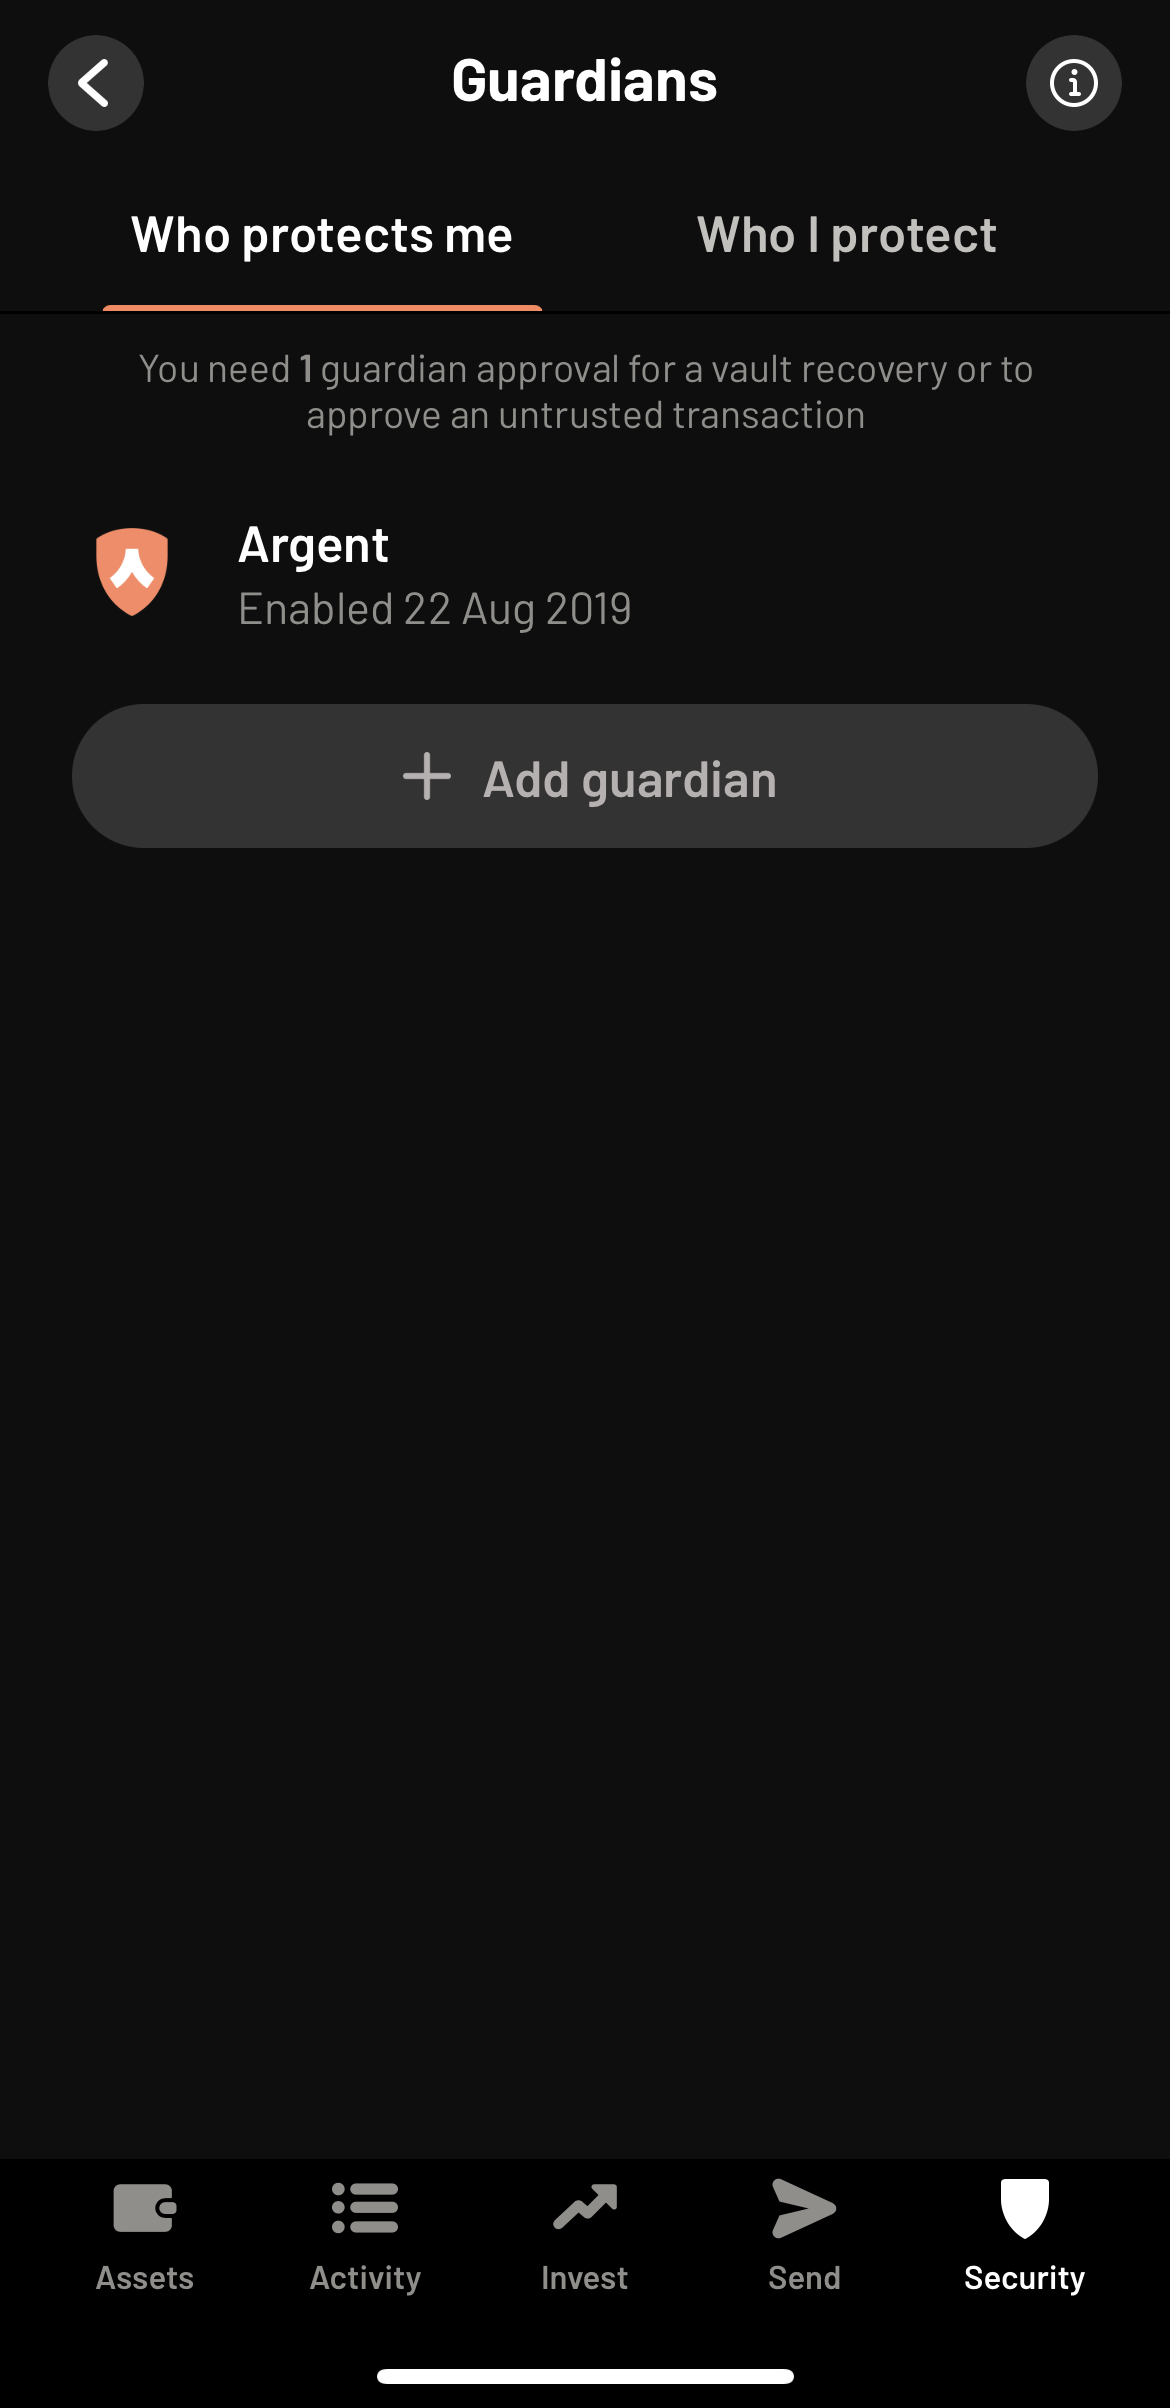 Guardians
Who protects me
Who I protect
You need 1 guardian approval for a vault recovery or to
approve an untrusted transaction
Argent
Enabled 22 Aug 2019
Add guardian
Assets
Activity
Invest
Send
Security